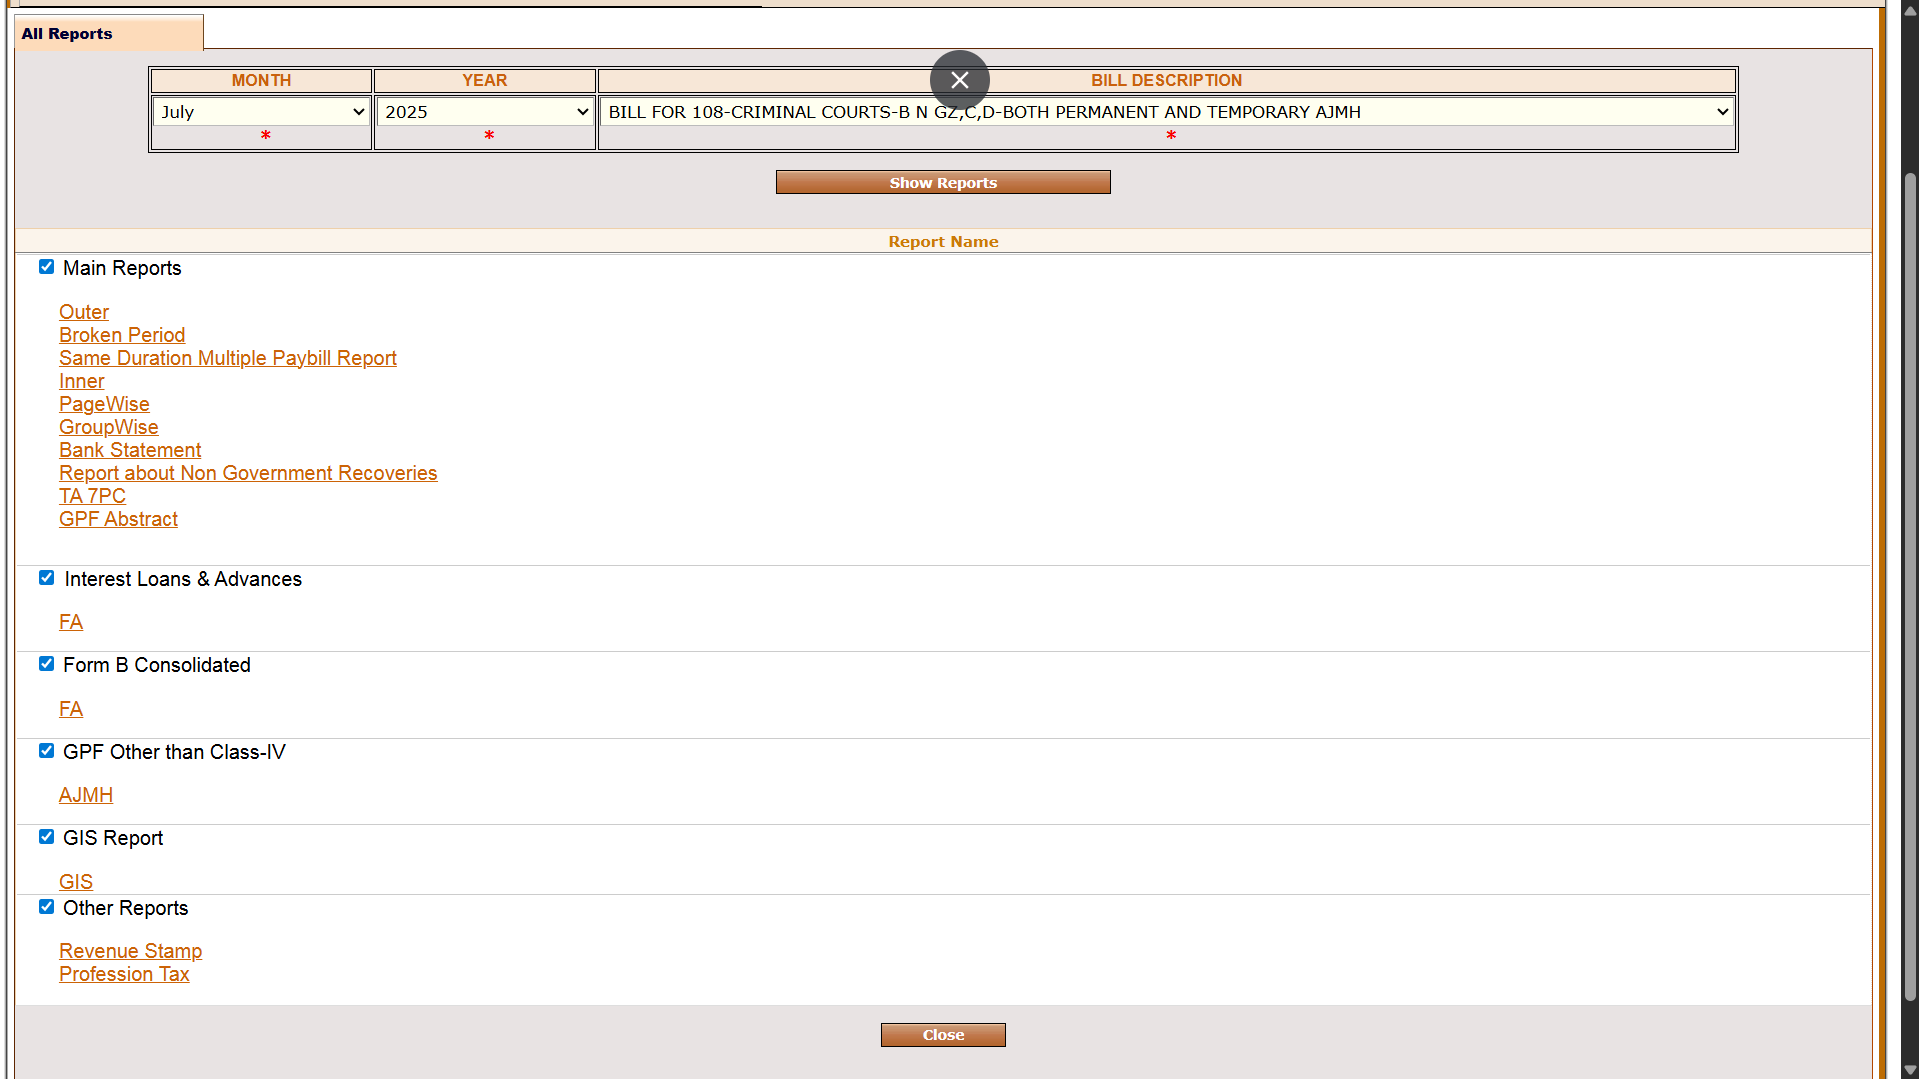 All Reports
MONTH YEAR BILL DESCRIPTION
July 2025 BILL FOR 108-CRIMINAL COURTS-B N GZ,C,D-BOTH PERMANENT AND TEMPORARY AJMH
* * *
Show Reports
Report Name
Main Reports
Outer
Broken Period
Same Duration Multiple Paybill Report
Inner
PageWise
GroupWise
Bank Statement
Report about Non Government Recoveries
TA 7PC
GPF Abstract
Interest Loans & Advances
FA
Form B Consolidated
FA
GPF Other than Class-IV
AJMH
GIS Report
GIS
Other Reports
Revenue Stamp
Profession Tax
Close